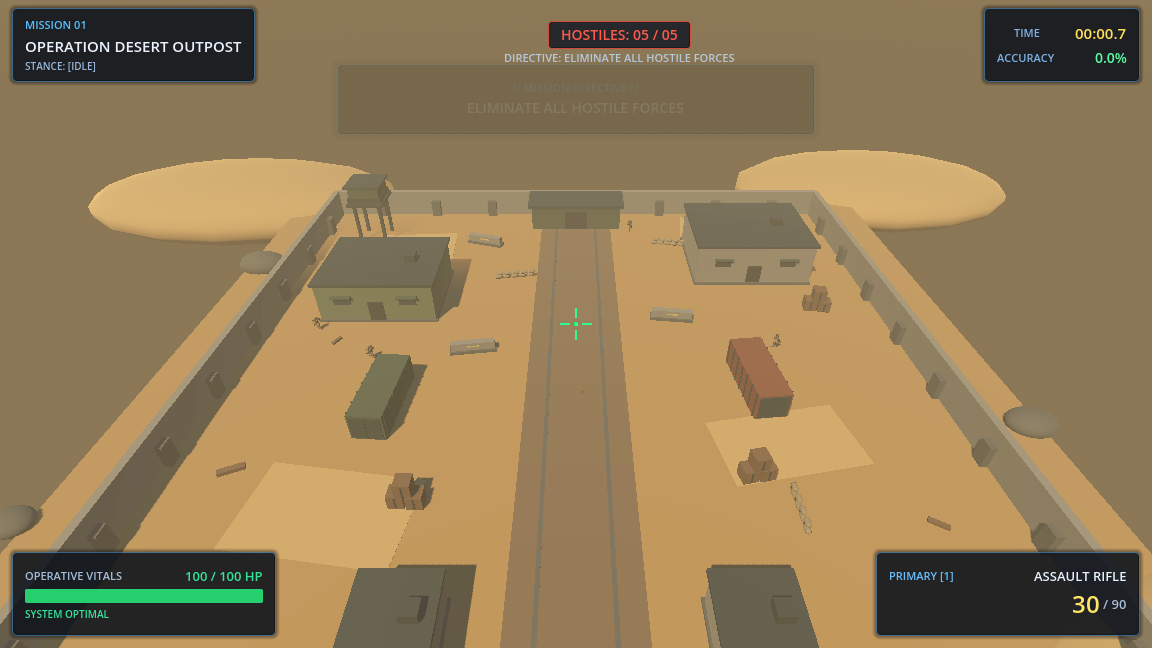 MISSION 01
OPERATION DESERT OUTPOST
STANCE: [IDLE]
HOSTILES: 05 / 05
DIRECTIVE: ELIMINATE ALL HOSTILE FORCES
// MISSION DIRECTIVE //
ELIMINATE ALL HOSTILE FORCES
TIME 00:00.7
ACCURACY 0.0%
OPERATIVE VITALS 100 / 100 HP
SYSTEM OPTIMAL
PRIMARY [1] ASSAULT RIFLE
30 / 90